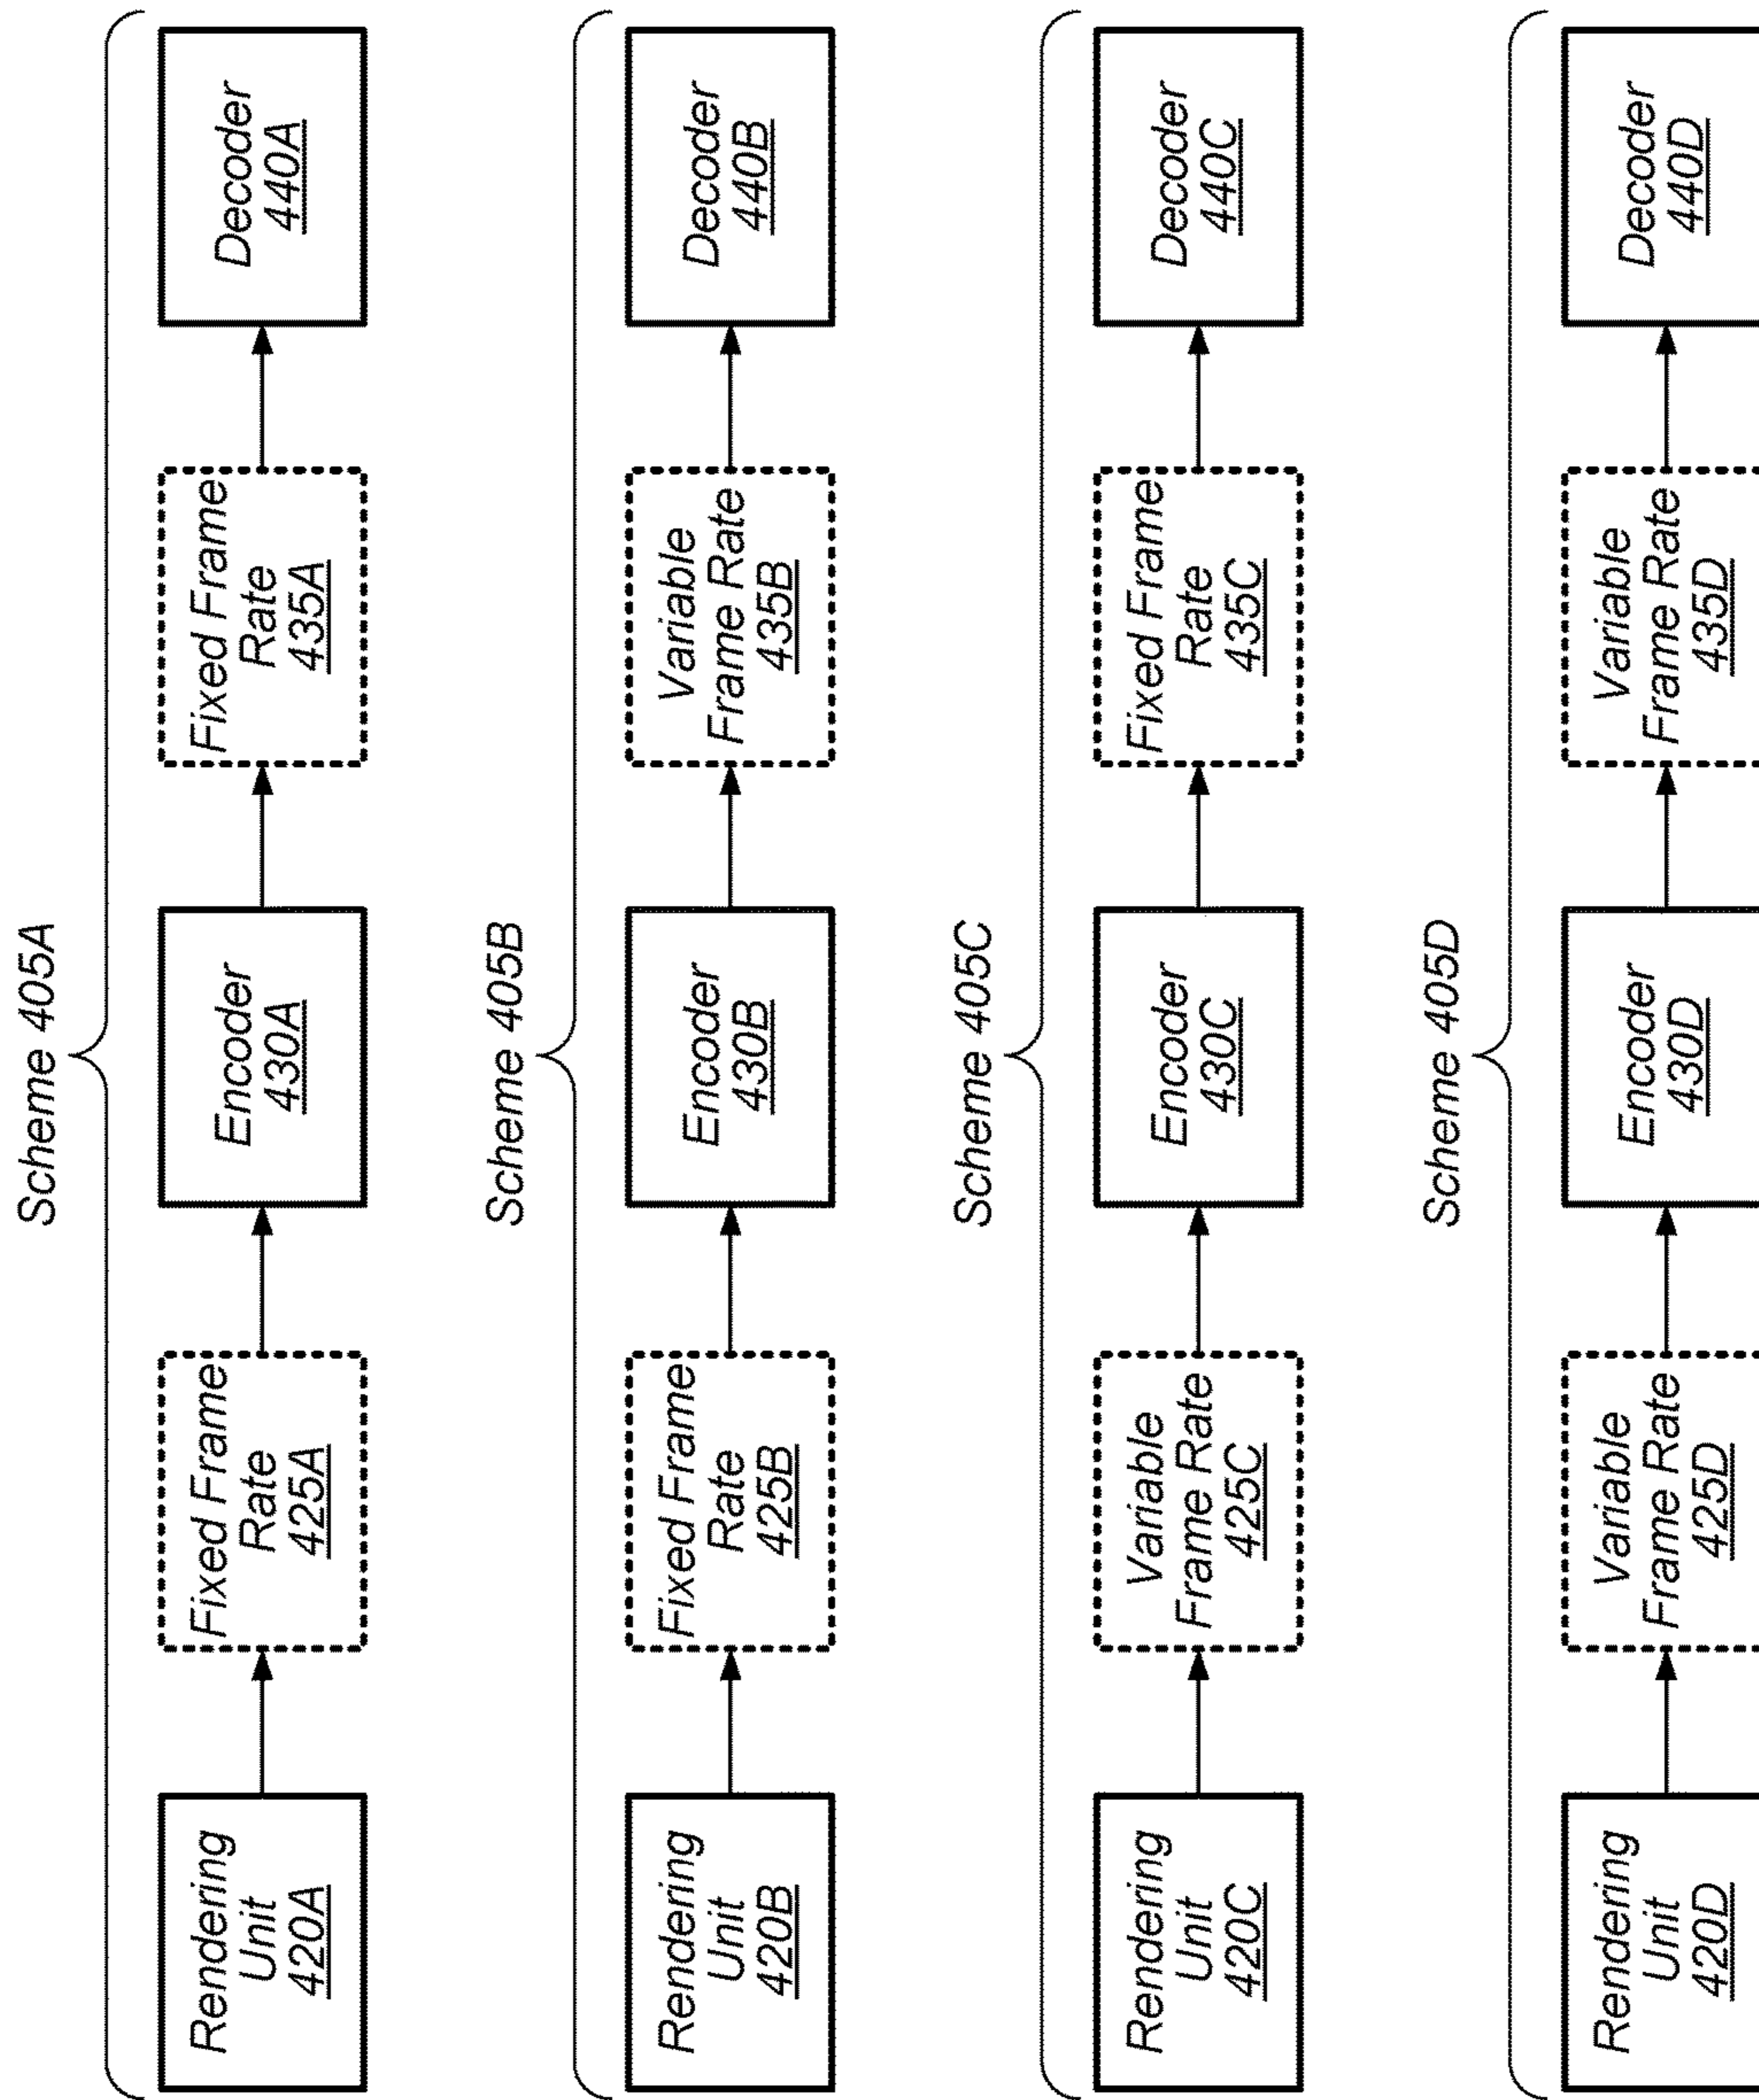 Scheme 405A
Rendering
Unit
420A
Fixed Frame
Rate
425A
Encoder
430A
Fixed Frame
Rate
435A
Decoder
440A
Scheme 405B
Rendering
Unit
420B
Fixed Frame
Rate
425B
Encoder
430B
Variable
Frame Rate
435B
Decoder
440B
Scheme 405C
Rendering
Unit
420C
Variable
Frame Rate
425C
Encoder
430C
Fixed Frame
Rate
435C
Decoder
440C
Scheme 405D
Rendering
Unit
420D
Variable
Frame Rate
425D
Encoder
430D
Variable
Frame Rate
435D
Decoder
440D